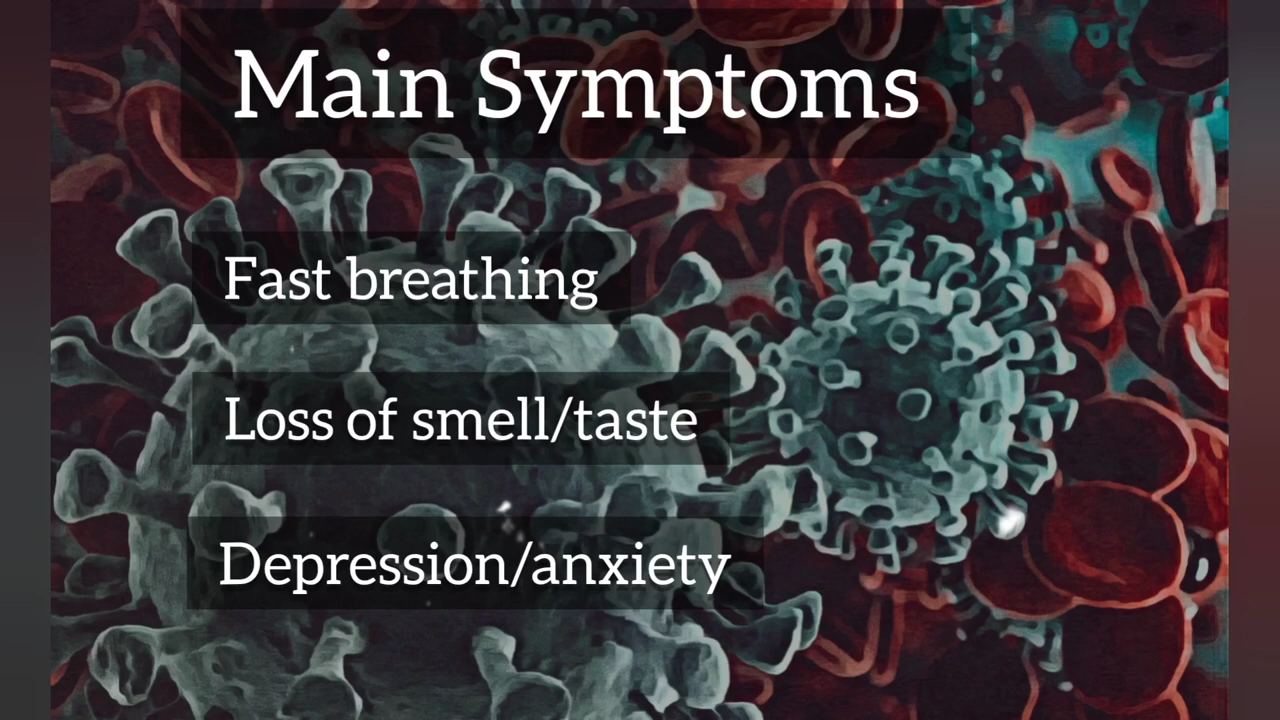 Main Symptoms
Fast breathing
Loss of smell/taste
Depression/anxiety